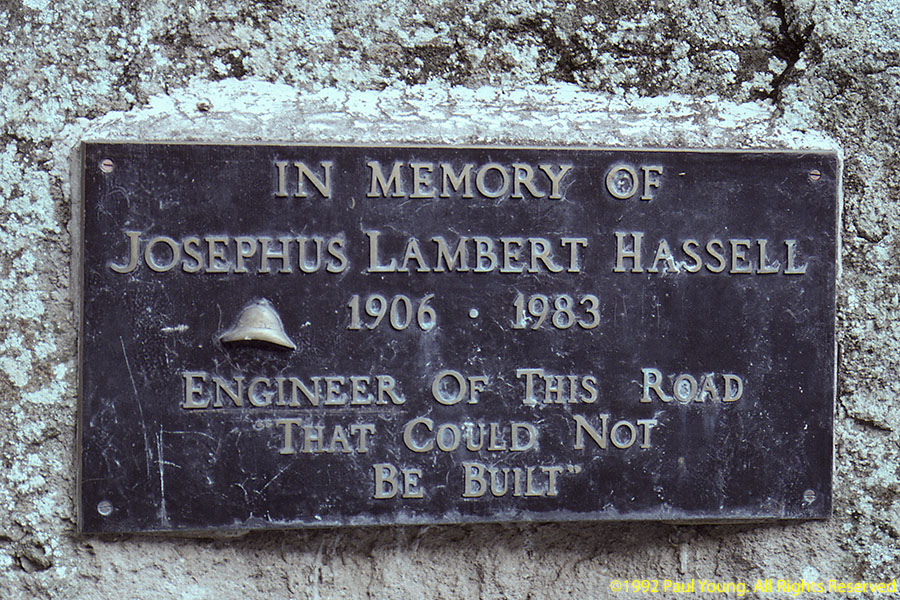 IN MEMORY OF
JOSEPHUS LAMBERT HASSELL
1906 · 1983
ENGINEER OF THIS ROAD
"THAT COULD NOT
BE BUILT"
©1992 Paul Young. All Rights Reserved